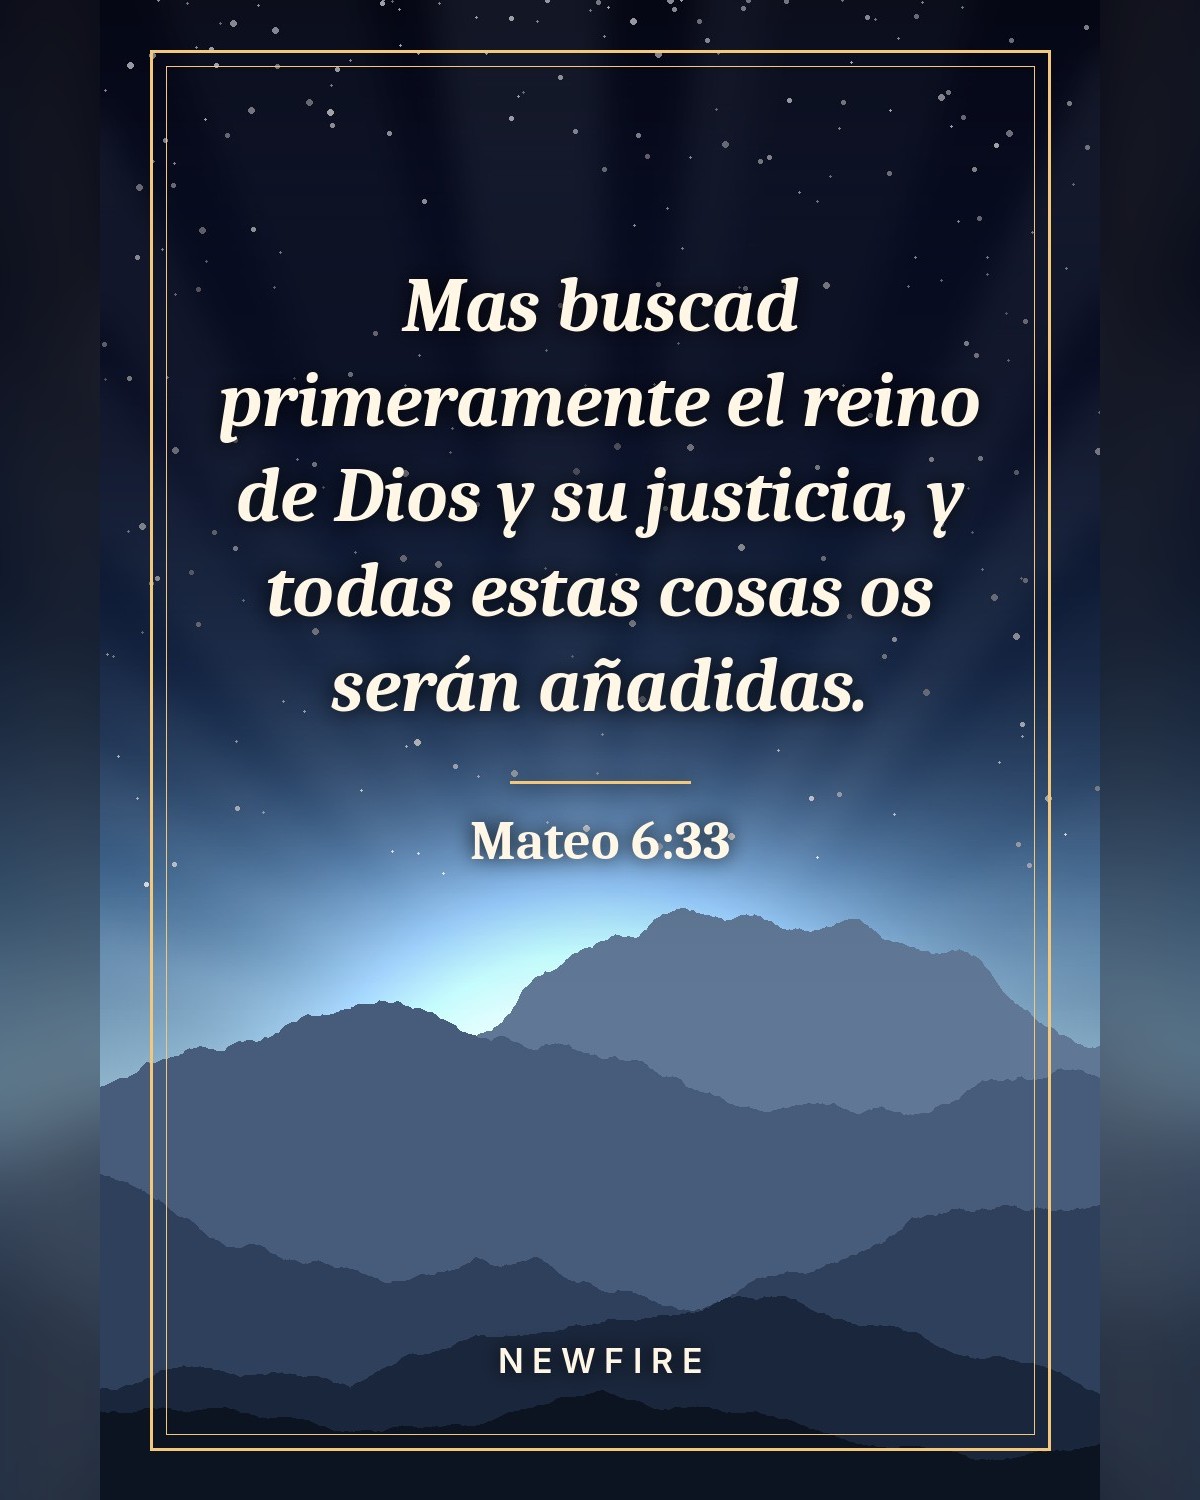 Mas buscad
primeramente el reino
de Dios y su justicia, y
todas estas cosas os
serán añadidas.
Mateo 6:33
NEWFIRE